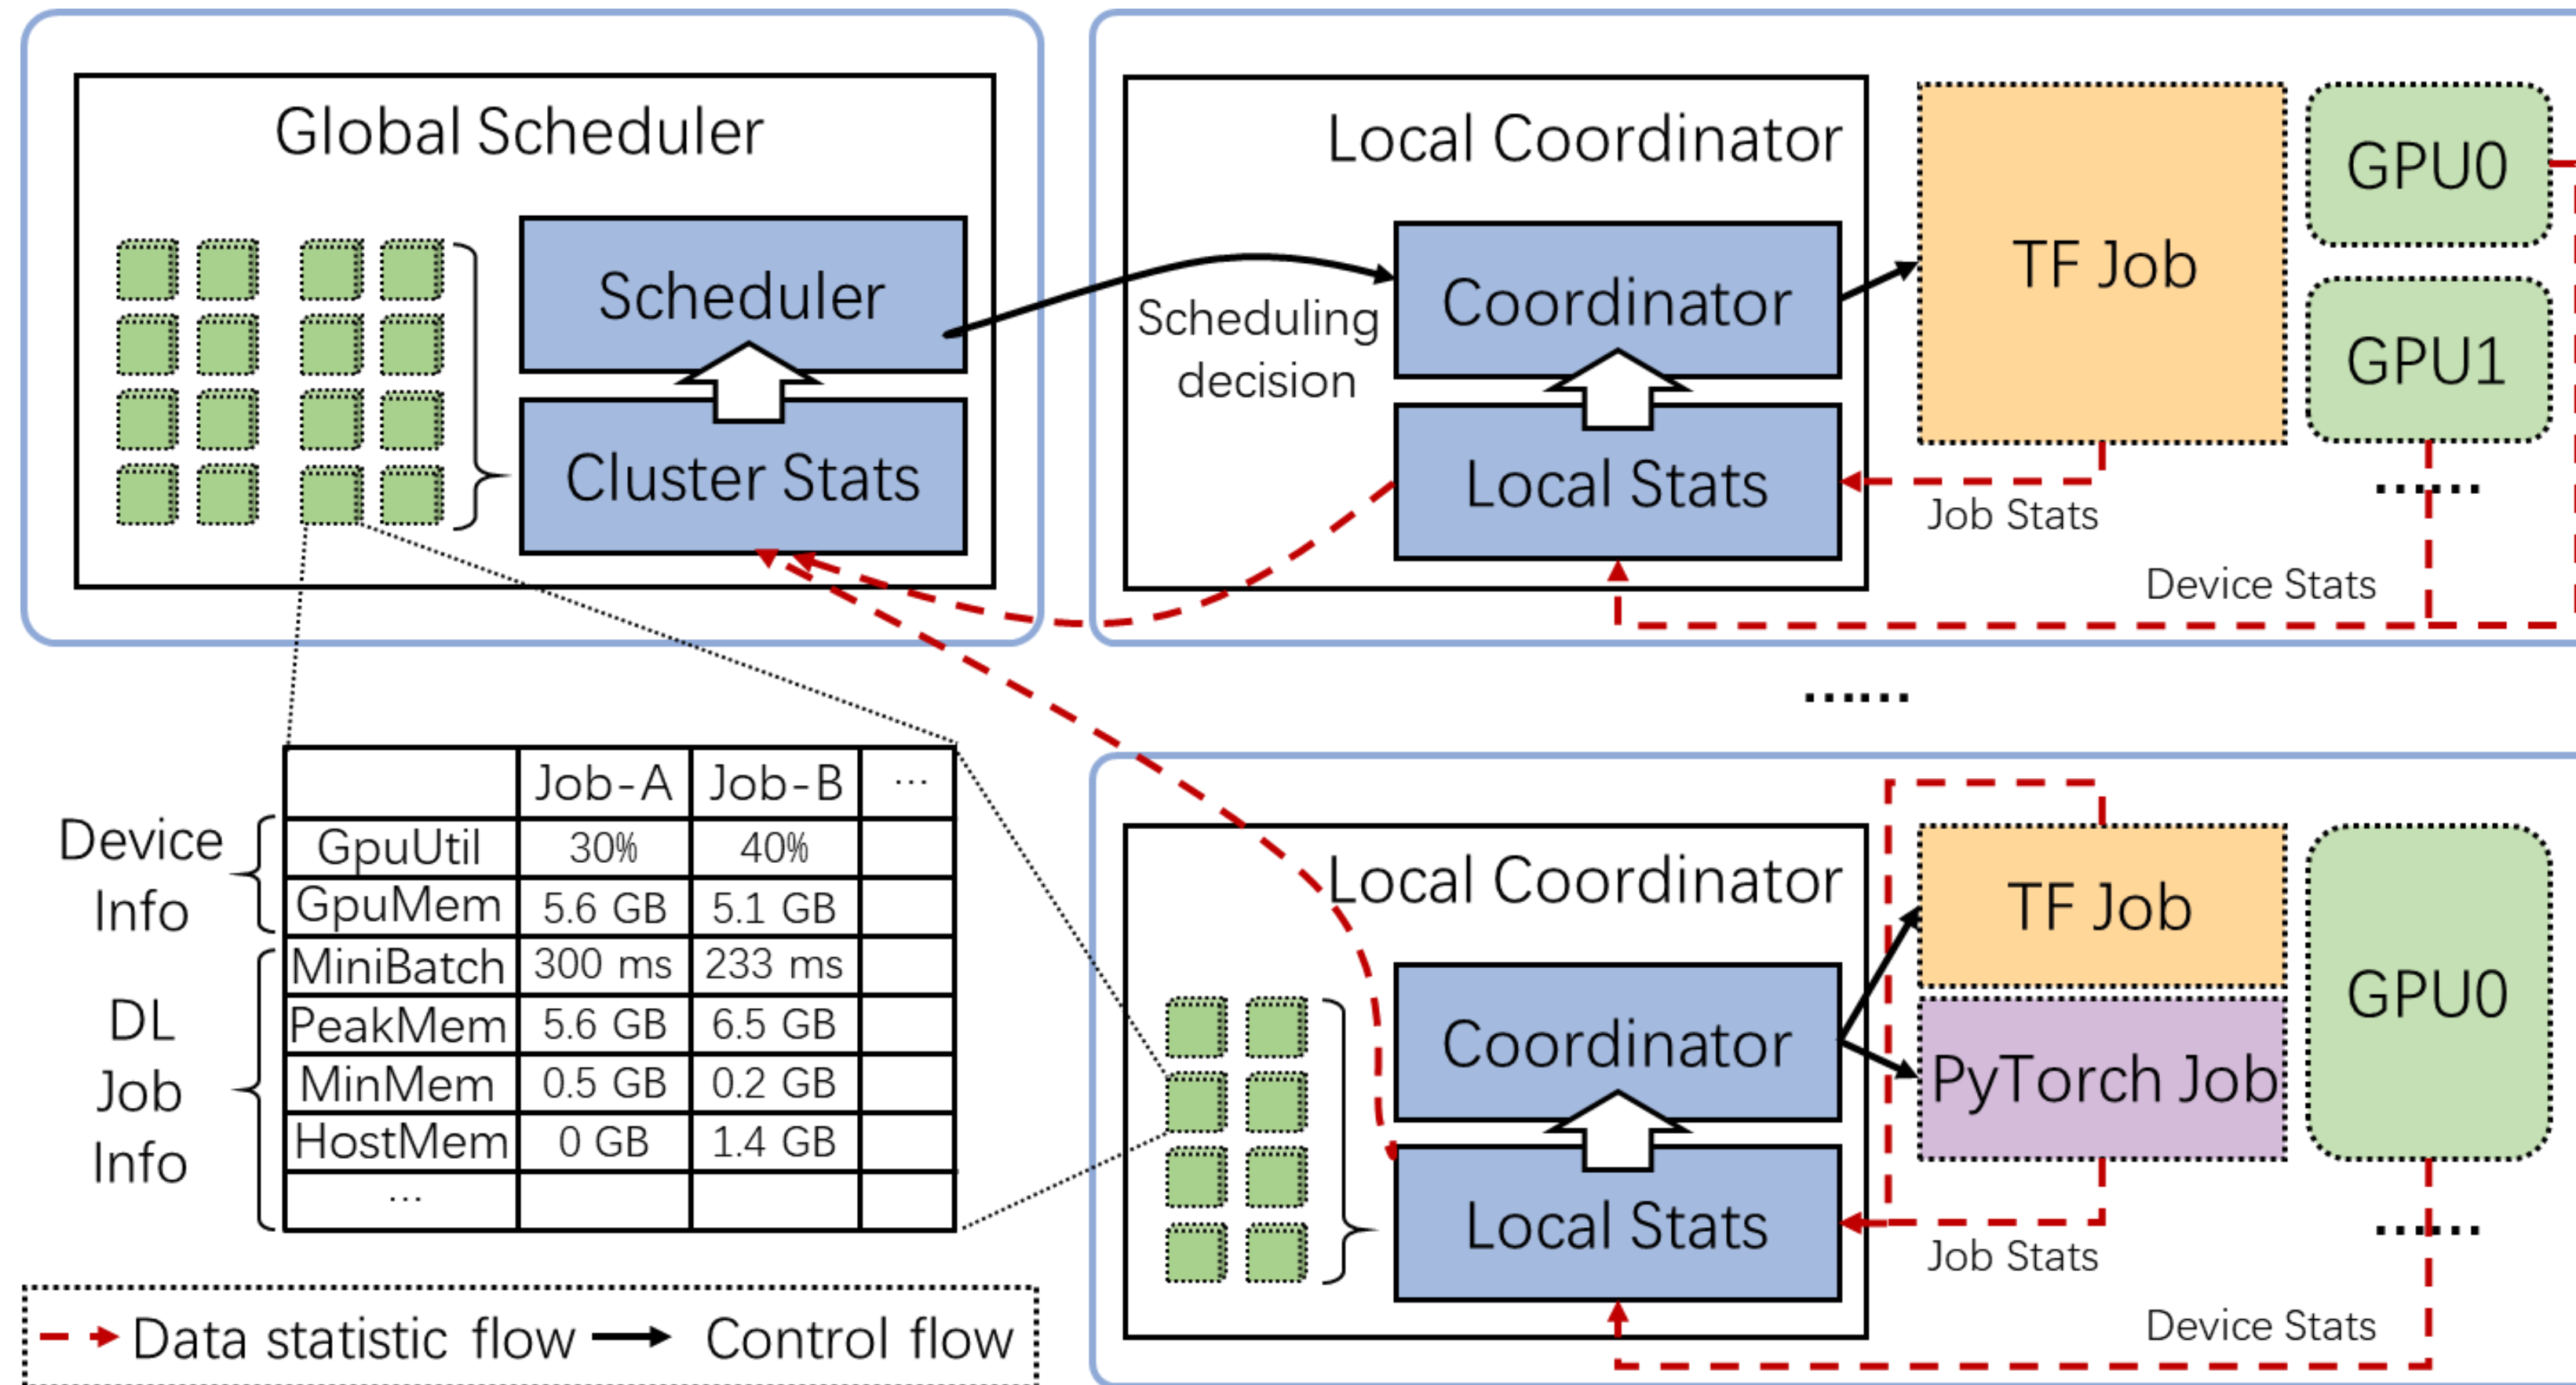 Global Scheduler
Scheduler
Cluster Stats
Local Coordinator
Scheduling
decision
Coordinator
Local Stats
TF Job
GPU0
GPU1
......
Job Stats
Device Stats
......
Job-A Job-B ...
Device
Info
GpuUtil 30% 40%
GpuMem 5.6 GB 5.1 GB
DL
Job
Info
MiniBatch 300 ms 233 ms
PeakMem 5.6 GB 6.5 GB
MinMem 0.5 GB 0.2 GB
HostMem 0 GB 1.4 GB
...
Local Coordinator
Coordinator
Local Stats
TF Job
PyTorch Job
GPU0
......
Job Stats
Device Stats
Data statistic flow
Control flow